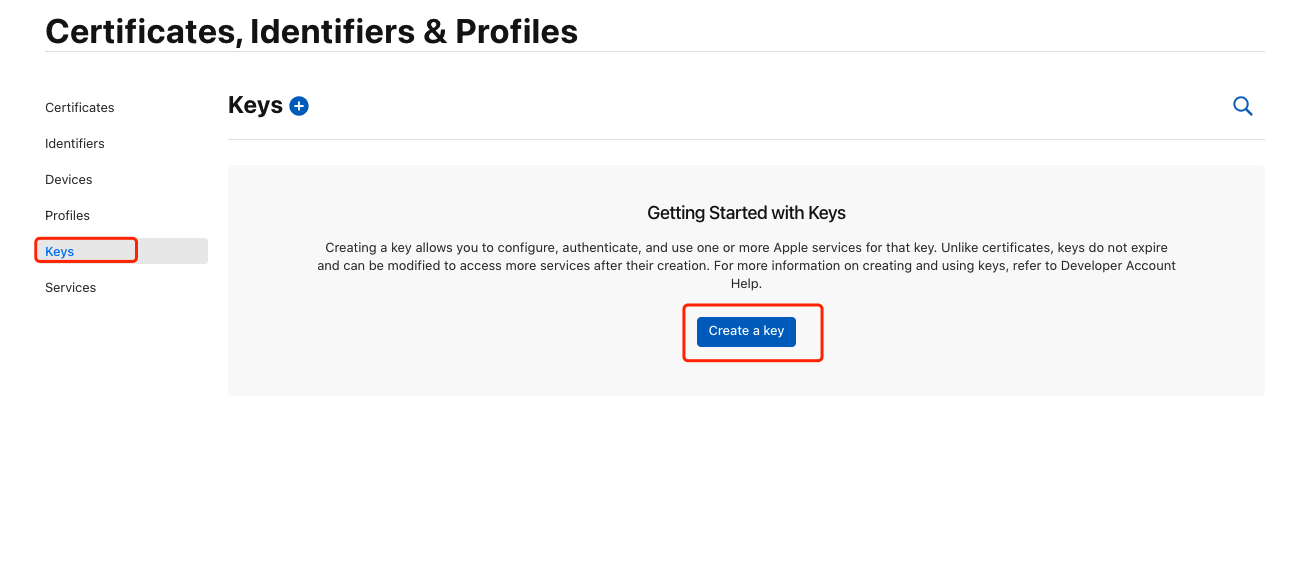 Certificates, Identifiers & Profiles
Certificates
Identifiers
Devices
Profiles
Keys
Services
Keys
Getting Started with Keys
Creating a key allows you to configure, authenticate, and use one or more Apple services for that key. Unlike certificates, keys do not expire
and can be modified to access more services after their creation. For more information on creating and using keys, refer to Developer Account
Help.
Create a key